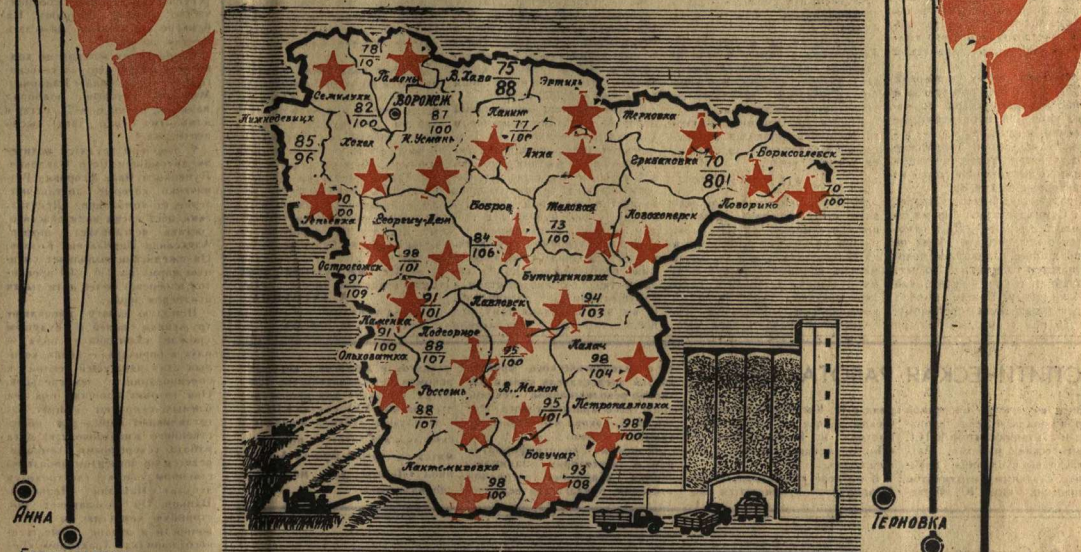 78
Рамонь
В.Хава
75
88
Эртиль
Семилуки
82
100
ВОРОНЕЖ
87
100
Нижнедевицк
85
96
Хохол
Н.Усмань
Панино
77
Анна
Терновка
Грибановка
70
80
Борисоглебск
Поворино
70
100
Репьевка
Георгиу-Деж
98
101
Бобров
84
106
Таловая
73
100
Новохоперск
Острогожск
97
109
Бутурлиновка
94
103
Каменка
91
100
91
101
Павловск
95
100
Подгорное
88
107
Калач
98
104
Ольховатка
Россошь
88
107
В.Мамон
95
101
Петропавловка
98
100
Кантемировка
98
100
Богучар
93
108
Анна
Терновка